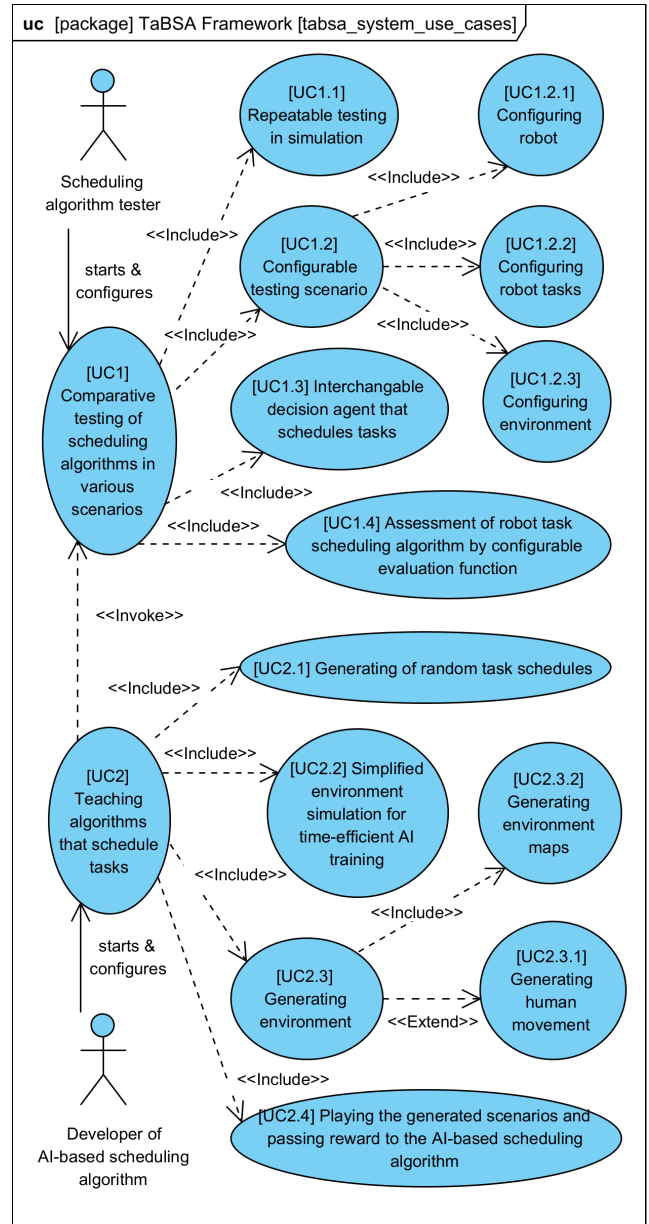 uc [package] TaBSA Framework [tabsa_system_use_cases]
Scheduling
algorithm tester
starts &
configures
[UC1]
Comparative
testing of
scheduling
algorithms in
various
scenarios
<<Include>>
[UC1.1]
Repeatable testing
in simulation
<<Include>>
[UC1.2]
Configurable
testing scenario
<<Include>>
[UC1.2.1]
Configuring
robot
<<Include>>
[UC1.2.2]
Configuring
robot tasks
<<Include>>
[UC1.2.3]
Configuring
environment
<<Include>>
[UC1.3] Interchangable
decision agent that
schedules tasks
<<Include>>
[UC1.4] Assessment of robot task
scheduling algorithm by configurable
evaluation function
<<Invoke>>
[UC2]
Teaching
algorithms
that schedule
tasks
<<Include>>
[UC2.1] Generating of random task schedules
<<Include>>
[UC2.2] Simplified
environment
simulation for
time-efficient AI
training
<<Include>>
[UC2.3]
Generating
environment
<<Include>>
[UC2.3.2]
Generating
environment
maps
<<Extend>>
[UC2.3.1]
Generating
human
movement
<<Include>>
[UC2.4] Playing the generated scenarios and
passing reward to the AI-based scheduling
algorithm
starts &
configures
Developer of
AI-based scheduling
algorithm